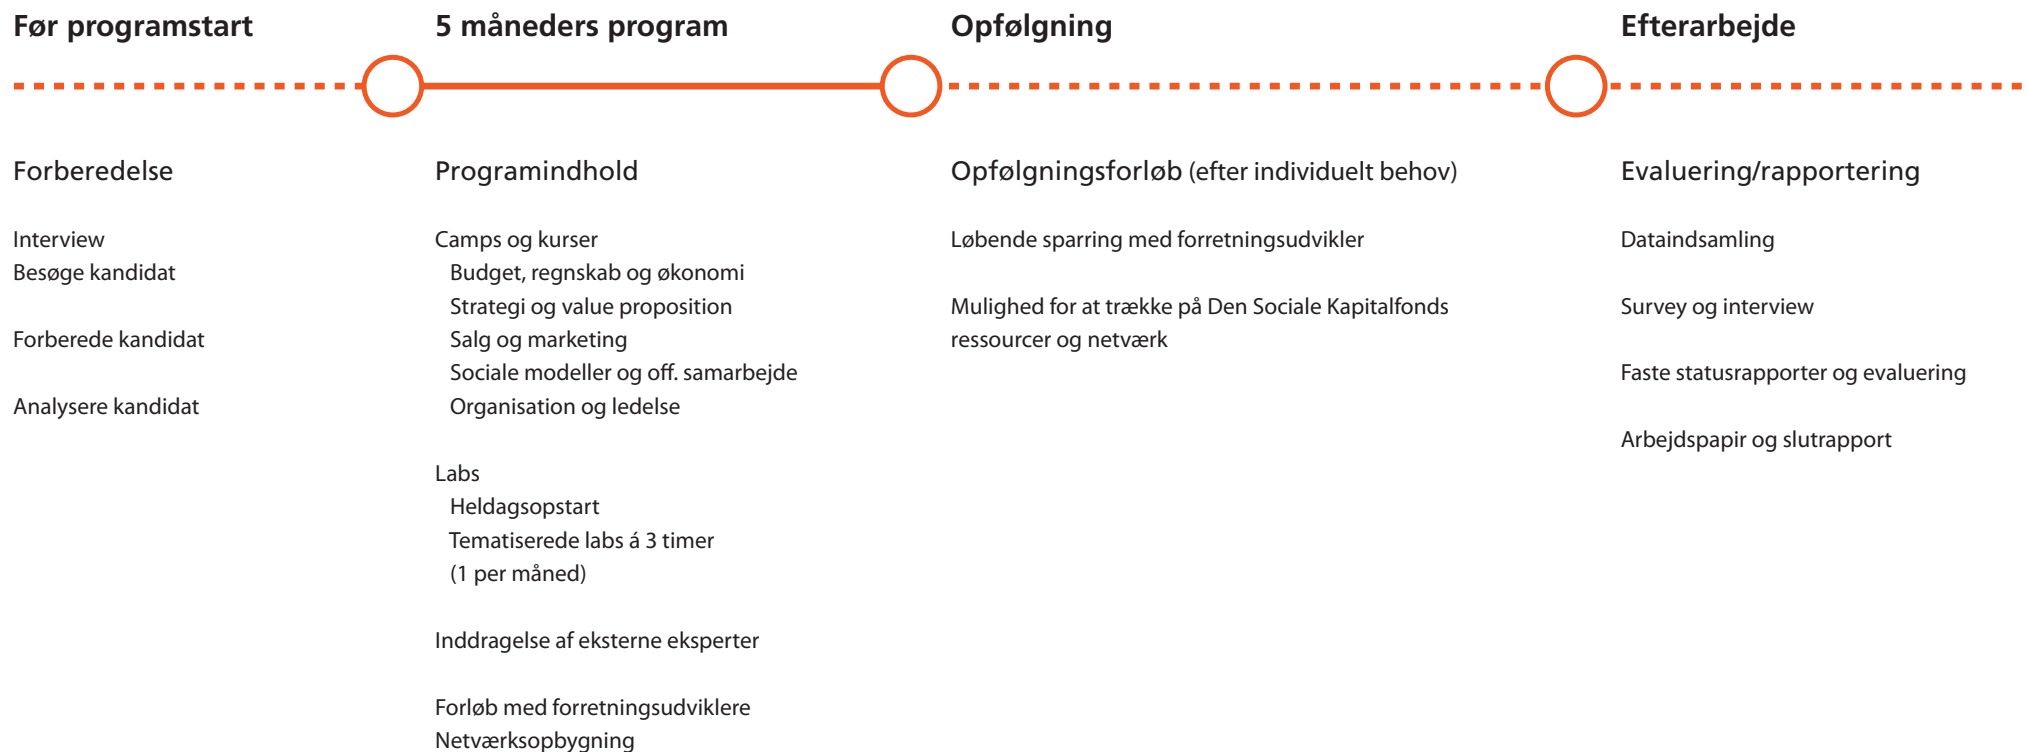 Før programstart
5 måneders program
Opfølgning
Efterarbejde
Forberedelse
Interview
Besøge kandidat
Forberede kandidat
Analysere kandidat
Programindhold
Camps og kurser
Budget, regnskab og økonomi
Strategi og value proposition
Salg og marketing
Sociale modeller og off. samarbejde
Organisation og ledelse
Labs
Heldagsopstart
Tematiserede labs á 3 timer
(1 per måned)
Inddragelse af eksterne eksperter
Forløb med forretningsudviklere
Netværksopbygning
Opfølgningsforløb (efter individuelt behov)
Løbende sparring med forretningsudvikler
Mulighed for at trække på Den Sociale Kapitalfonds
ressourcer og netværk
Evaluering/rapportering
Dataindsamling
Survey og interview
Faste statusrapporter og evaluering
Arbejdspapir og slutrapport